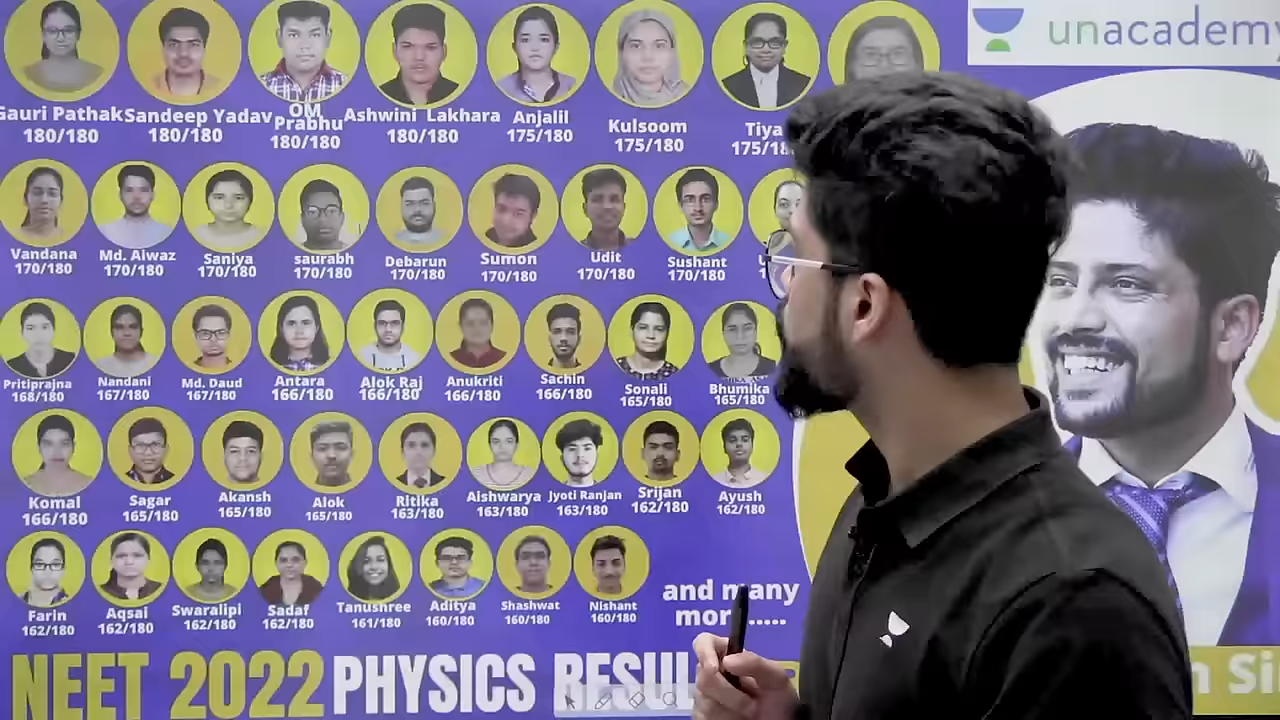 unacademy
Gauri Pathak Sandeep Yadav OM Prabhu Ashwini Lakhara Anjalil Kulsoom Tiya
180/180 180/180 180/180 180/180 175/180 175/180 175/18
Vandana Md. Aiwaz Saniya saurabh Debarun Sumon Udit Sushant
170/180 170/180 170/180 170/180 170/180 170/180 170/180 170/180
Pritiprajna Nandani Md. Daud Antara Alok Raj Anukriti Sachin Sonali Bhumika
168/180 167/180 167/180 166/180 166/180 166/180 166/180 165/180 165/180
Komal Sagar Akansh Alok Ritika Aishwarya Jyoti Ranjan Srijan Ayush
166/180 165/180 165/180 165/180 163/180 163/180 163/180 162/180 162/180
Farin Aqsai Swaralipi Sadaf Tanushree Aditya Shashwat Nishant
162/180 162/180 162/180 162/180 161/180 160/180 160/180 160/180
and many
mor .....
NEET 2022 PHYSICS RESUL
n Si